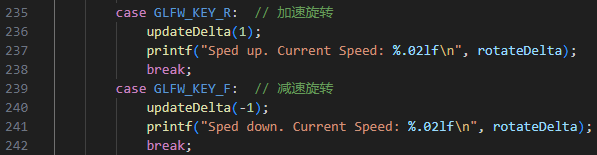 235 case GLFW_KEY_R:  // 加速旋转
236 updateDelta(1);
237 printf("Sped up. Current Speed: %.02lf\n", rotateDelta);
238 break;
239 case GLFW_KEY_F:  // 减速旋转
240 updateDelta(-1);
241 printf("Sped down. Current Speed: %.02lf\n", rotateDelta);
242 break;